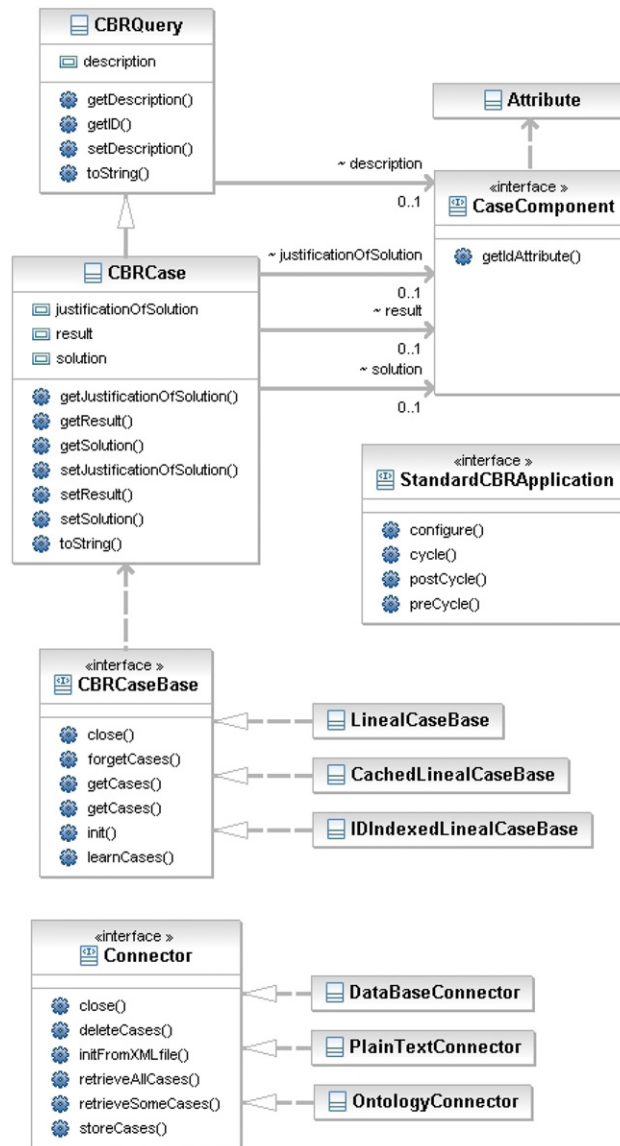 CBRQuery
description
getDescription()
getID()
setDescription()
toString()
Attribute
~ description
0..1
«interface »
CaseComponent
getIdAttribute()
CBRCase
justificationOfSolution
result
solution
getJustificationOfSolution()
getResult()
getSolution()
setJustificationOfSolution()
setResult()
setSolution()
toString()
~ justificationOfSolution
0..1
~ result
0..1
~ solution
0..1
«interface »
StandardCBRApplication
configure()
cycle()
postCycle()
preCycle()
«interface »
CBRCaseBase
close()
forgetCases()
getCases()
getCases()
init()
learnCases()
LinealCaseBase
CachedLinealCaseBase
IDIndexedLinealCaseBase
«interface »
Connector
close()
deleteCases()
initFromXMLfile()
retrieveAllCases()
retrieveSomeCases()
storeCases()
DataBaseConnector
PlainTextConnector
OntologyConnector